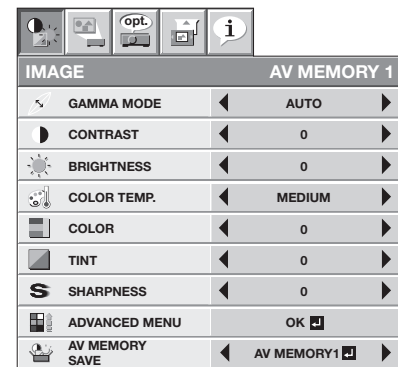 opt.
i
IMAGE AV MEMORY 1
GAMMA MODE AUTO
CONTRAST 0
BRIGHTNESS 0
COLOR TEMP. MEDIUM
COLOR 0
TINT 0
S SHARPNESS 0
ADVANCED MENU OK
AV MEMORY
SAVE AV MEMORY1